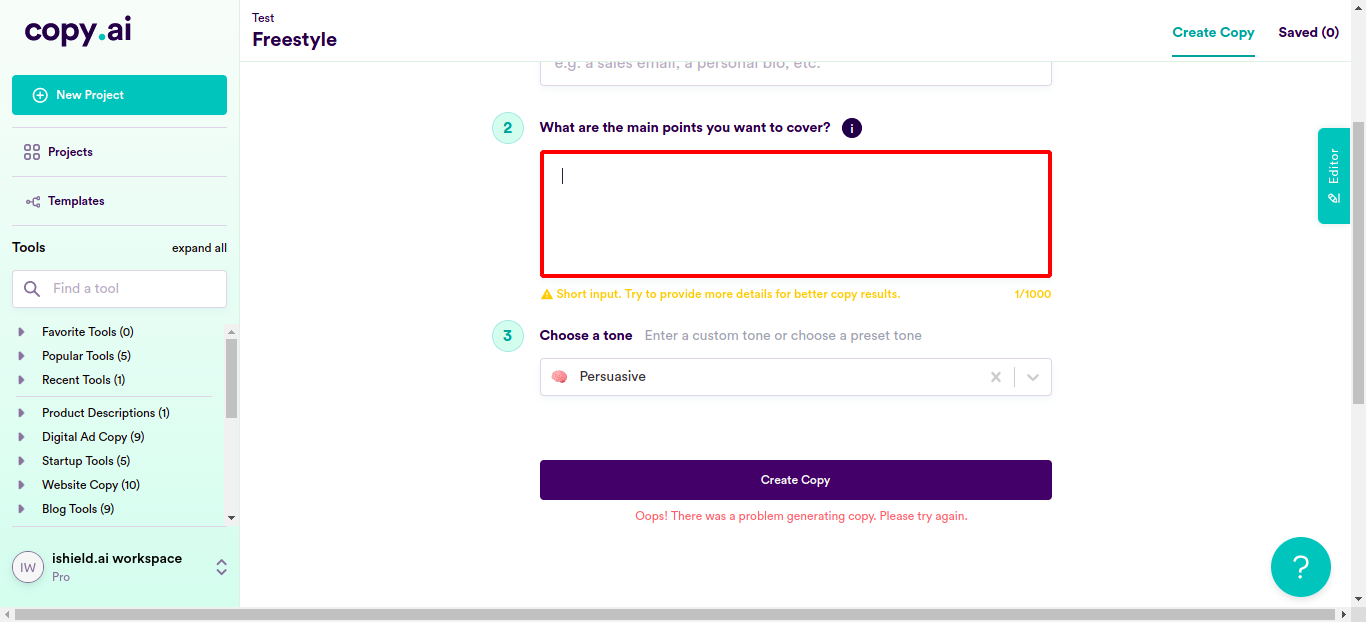 copy.ai
New Project
Projects
Templates
Tools
expand all
Find a tool
Favorite Tools (0)
Popular Tools (5)
Recent Tools (1)
Product Descriptions (1)
Digital Ad Copy (9)
Startup Tools (5)
Website Copy (10)
Blog Tools (9)
IW
ishield.ai workspace
Pro
Test
Freestyle
Create Copy
Saved (0)
e.g. a sales email, a personal bio, etc.
2
What are the main points you want to cover?
i
Short input. Try to provide more details for better copy results.
1/1000
3
Choose a tone
Enter a custom tone or choose a preset tone
Persuasive
Create Copy
Oops! There was a problem generating copy. Please try again.
Editor
?